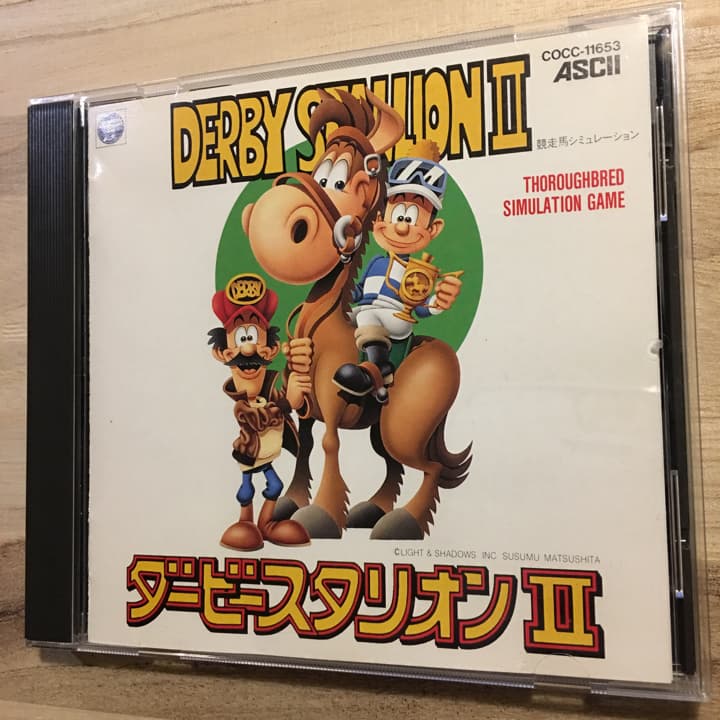 COCC-11653
ASCII
DERBY STALLION II
競走馬シミュレーション
THOROUGHBRED
SIMULATION GAME
DERBY
©LIGHT & SHADOWS INC SUSUMU MATSUSHITA
ダービースタリオンII